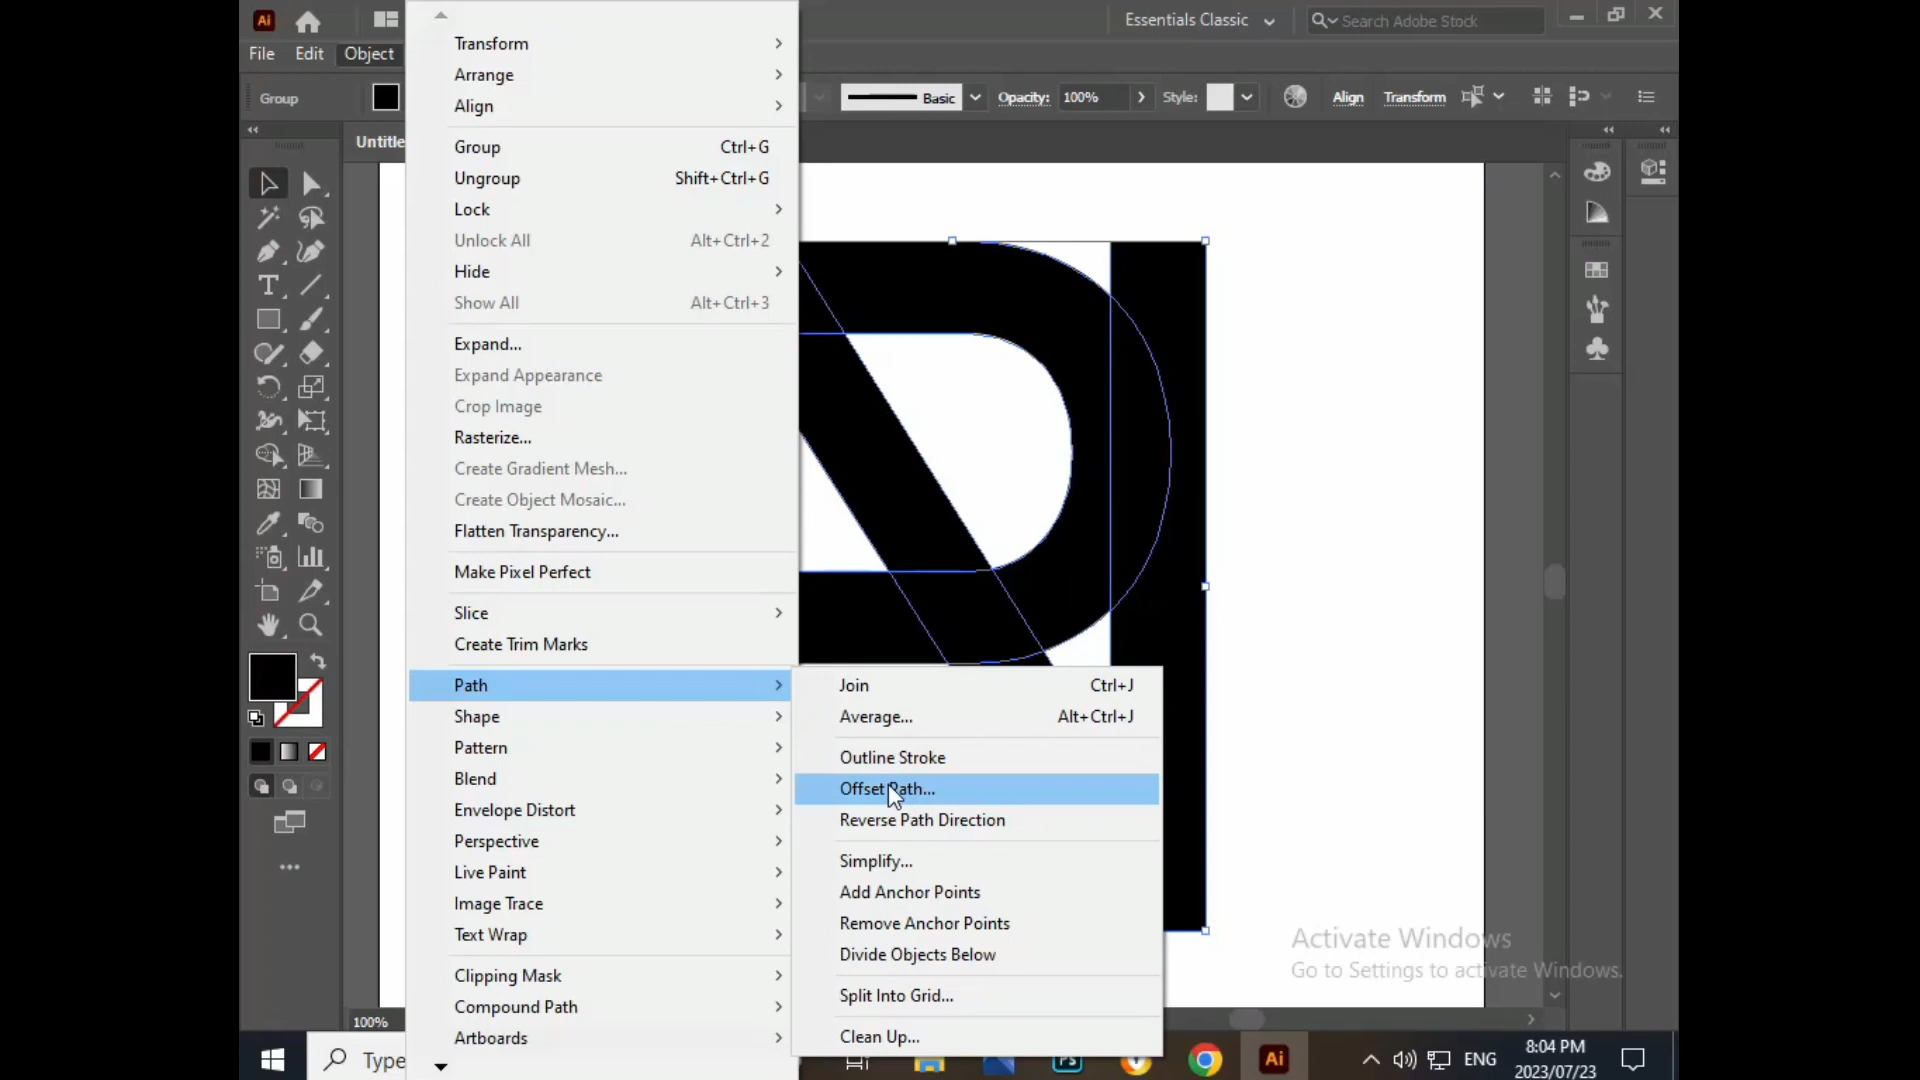 Ai
Essentials Classic
Search Adobe Stock
File
Edit
Object
Group
Basic
Opacity:
100%
Style:
Align
Transform
Untitle
Transform
Arrange
Align
Group Ctrl+G
Ungroup Shift+Ctrl+G
Lock
Unlock All Alt+Ctrl+2
Hide
Show All Alt+Ctrl+3
Expand...
Expand Appearance
Crop Image
Rasterize...
Create Gradient Mesh...
Create Object Mosaic...
Flatten Transparency...
Make Pixel Perfect
Slice
Create Trim Marks
Path
Shape
Pattern
Blend
Envelope Distort
Perspective
Live Paint
Image Trace
Text Wrap
Clipping Mask
Compound Path
Artboards
Join Ctrl+J
Average... Alt+Ctrl+J
Outline Stroke
Offset Path...
Reverse Path Direction
Simplify...
Add Anchor Points
Remove Anchor Points
Divide Objects Below
Split Into Grid...
Clean Up...
Activate Windows
Go to Settings to activate Windows.
100%
Type
Ps
Ai
ENG
8:04 PM
2023/07/23